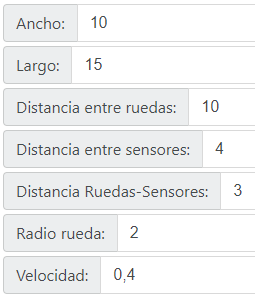 Ancho: 10
Largo: 15
Distancia entre ruedas: 10
Distancia entre sensores: 4
Distancia Ruedas-Sensores: 3
Radio rueda: 2
Velocidad: 0,4